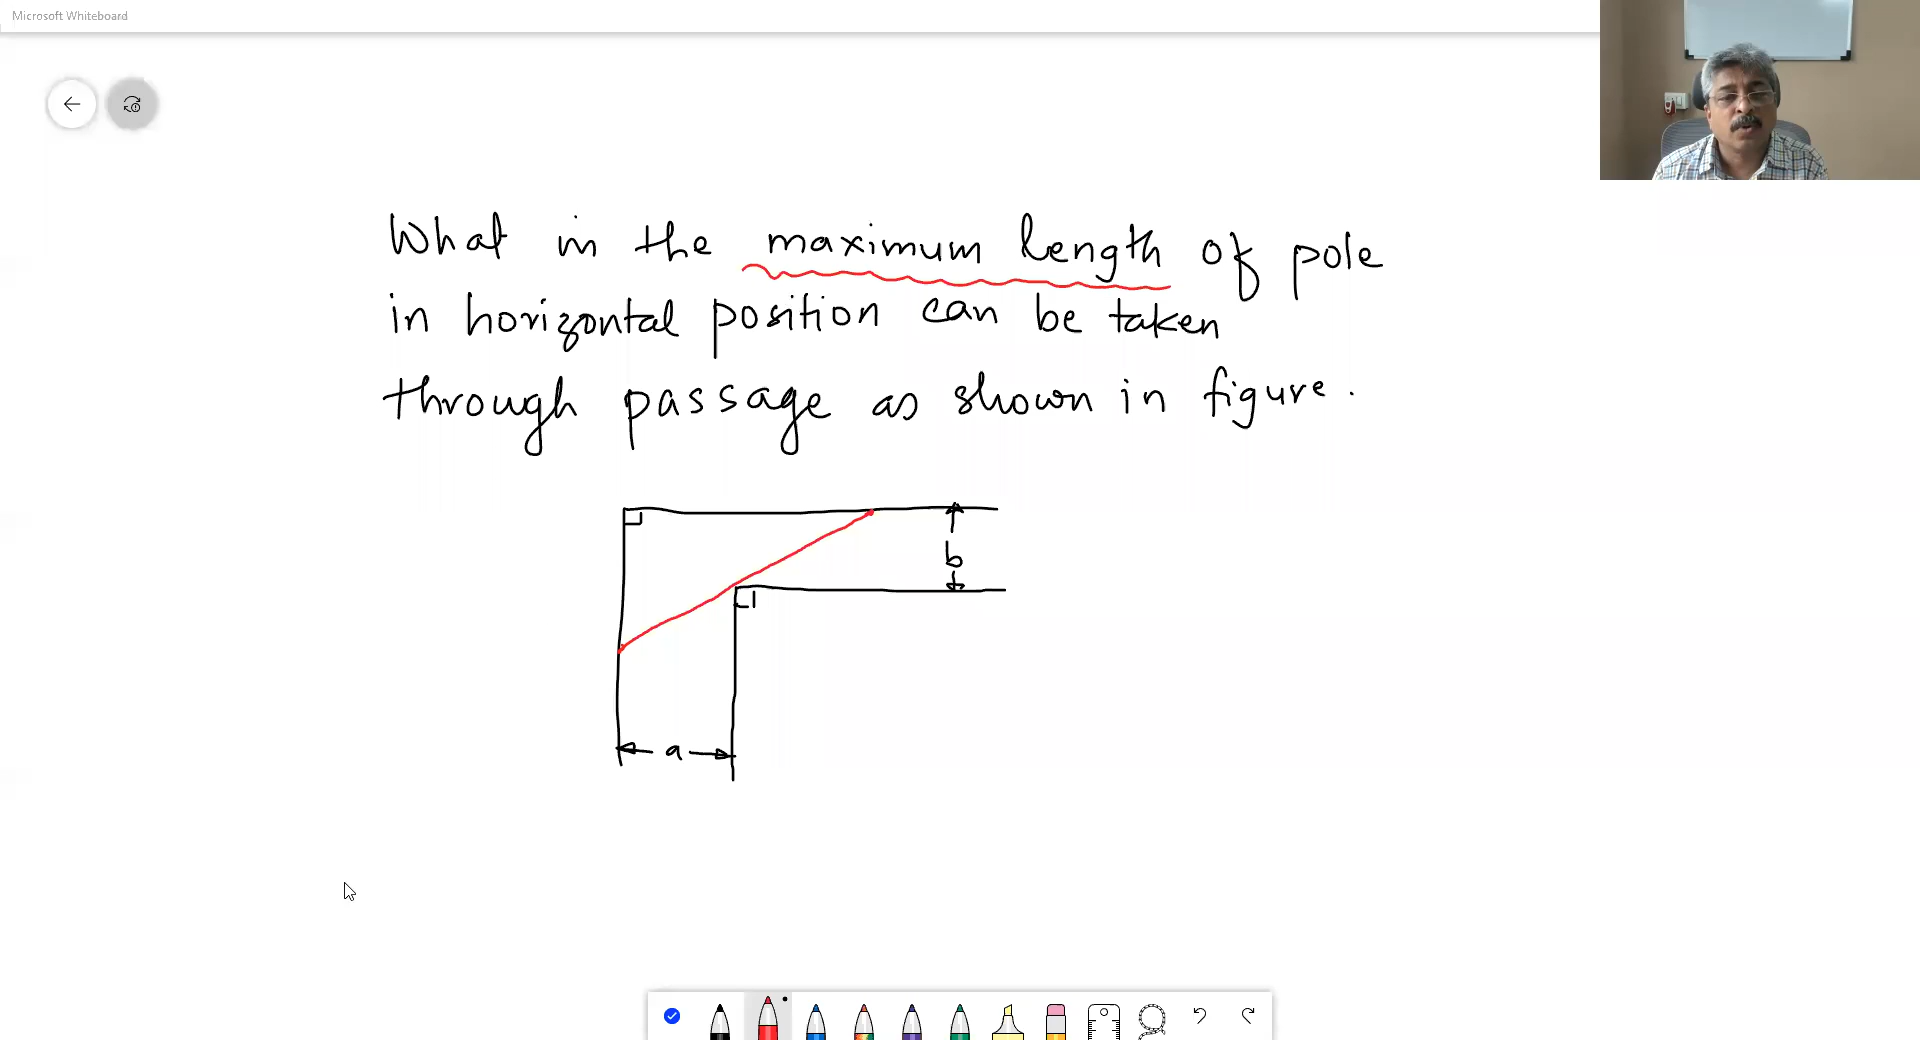 Microsoft Whiteboard
What in the maximum length of pole
in horizontal position can be taken
through passage as shown in figure.
b
a